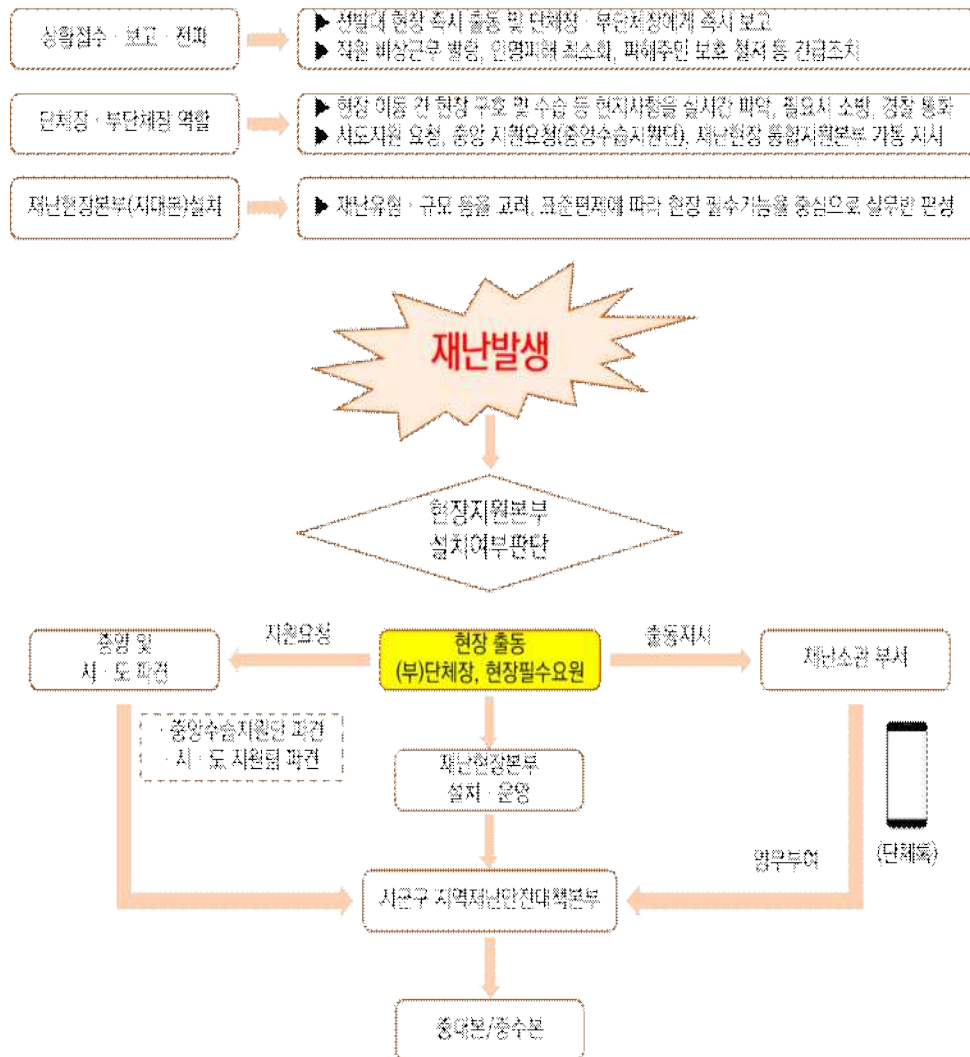 상황접수 · 보고 · 전파
▶ 선발대 현장 즉시 출동 및 단체장 · 부단체장에게 즉시 보고
▶ 직원 비상근무 발령, 인명피해 최소화, 피해주민 보호 철저 등 긴급조치
단체장 · 부단체장 역할
▶ 현장 이동 간 현장 구호 및 수습 등 현지상황을 실시간 파악, 필요시 소방, 경찰 통화
▶ 시도지원 요청, 중앙 지원요청(중앙수습지원단), 재난현장 통합지원본부 가동 지시
재난현장본부(지대본)설치
▶ 재난유형 · 규모 등을 고려, 표준편제에 따라 현장 필수기능을 중심으로 실무반 편성
재난발생
현장지원본부
설치여부판단
중앙 및
시 · 도 파견
지원요청
현장 출동
(부)단체장, 현장필수요원
출동지시
재난소관 부서
· 중앙수습지원단 파견
· 시 · 도 지원팀 파견
재난현장본부
설치 · 운영
(단체톡)
임무부여
시군구 지역재난안전대책본부
중대본/중수본